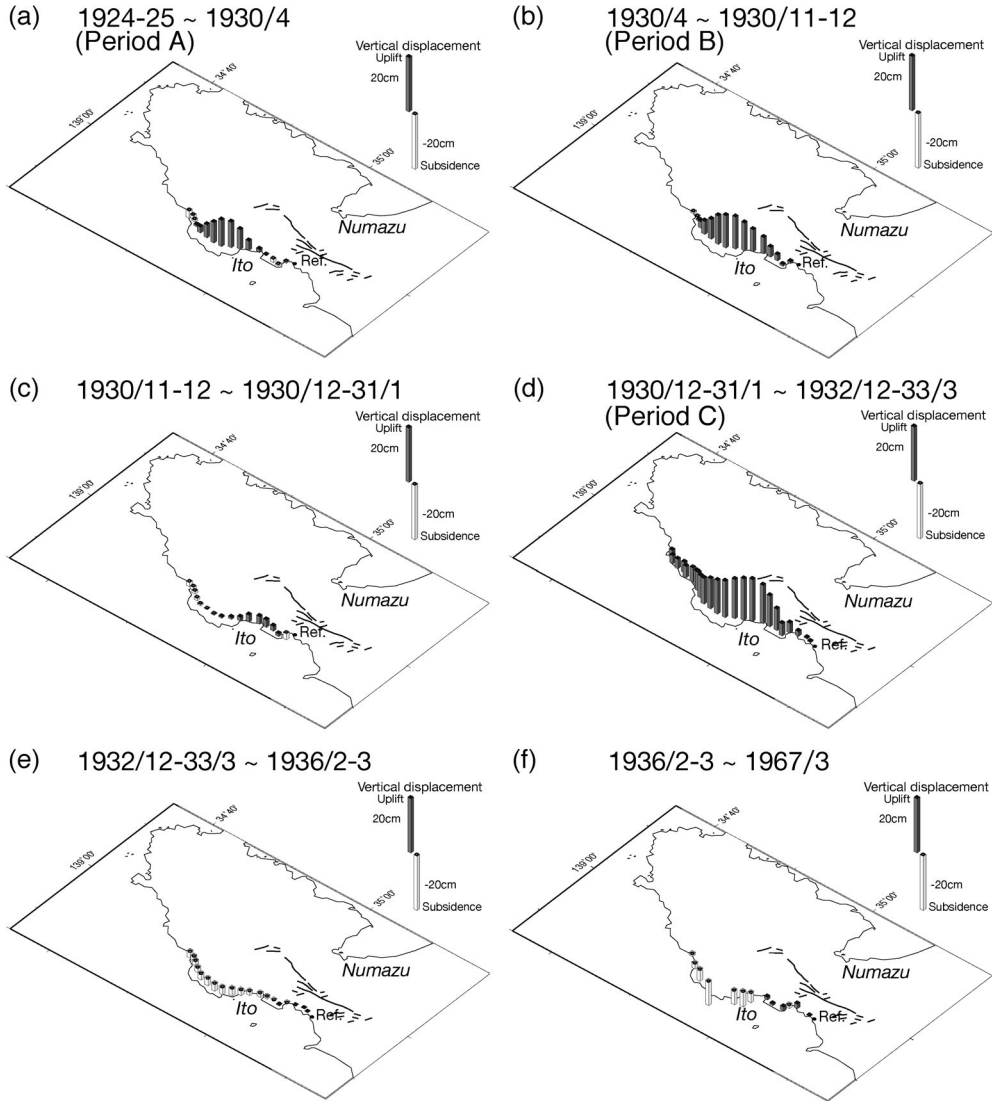 (a) 1924-25 ~ 1930/4
(Period A)
Vertical displacement
Uplift
20cm
-20cm
Subsidence
34°40'
139°00'
35°00'
Numazu
Ito
Ref.
(b) 1930/4 ~ 1930/11-12
(Period B)
Vertical displacement
Uplift
20cm
-20cm
Subsidence
34°40'
139°00'
35°00'
Numazu
Ito
Ref.
(c) 1930/11-12 ~ 1930/12-31/1
Vertical displacement
Uplift
20cm
-20cm
Subsidence
34°40'
139°00'
35°00'
Numazu
Ito
Ref.
(d) 1930/12-31/1 ~ 1932/12-33/3
(Period C)
Vertical displacement
Uplift
20cm
-20cm
Subsidence
34°40'
139°00'
35°00'
Numazu
Ito
Ref.
(e) 1932/12-33/3 ~ 1936/2-3
Vertical displacement
Uplift
20cm
-20cm
Subsidence
34°40'
139°00'
35°00'
Numazu
Ito
Ref.
(f) 1936/2-3 ~ 1967/3
Vertical displacement
Uplift
20cm
-20cm
Subsidence
34°40'
139°00'
35°00'
Numazu
Ito
Ref.